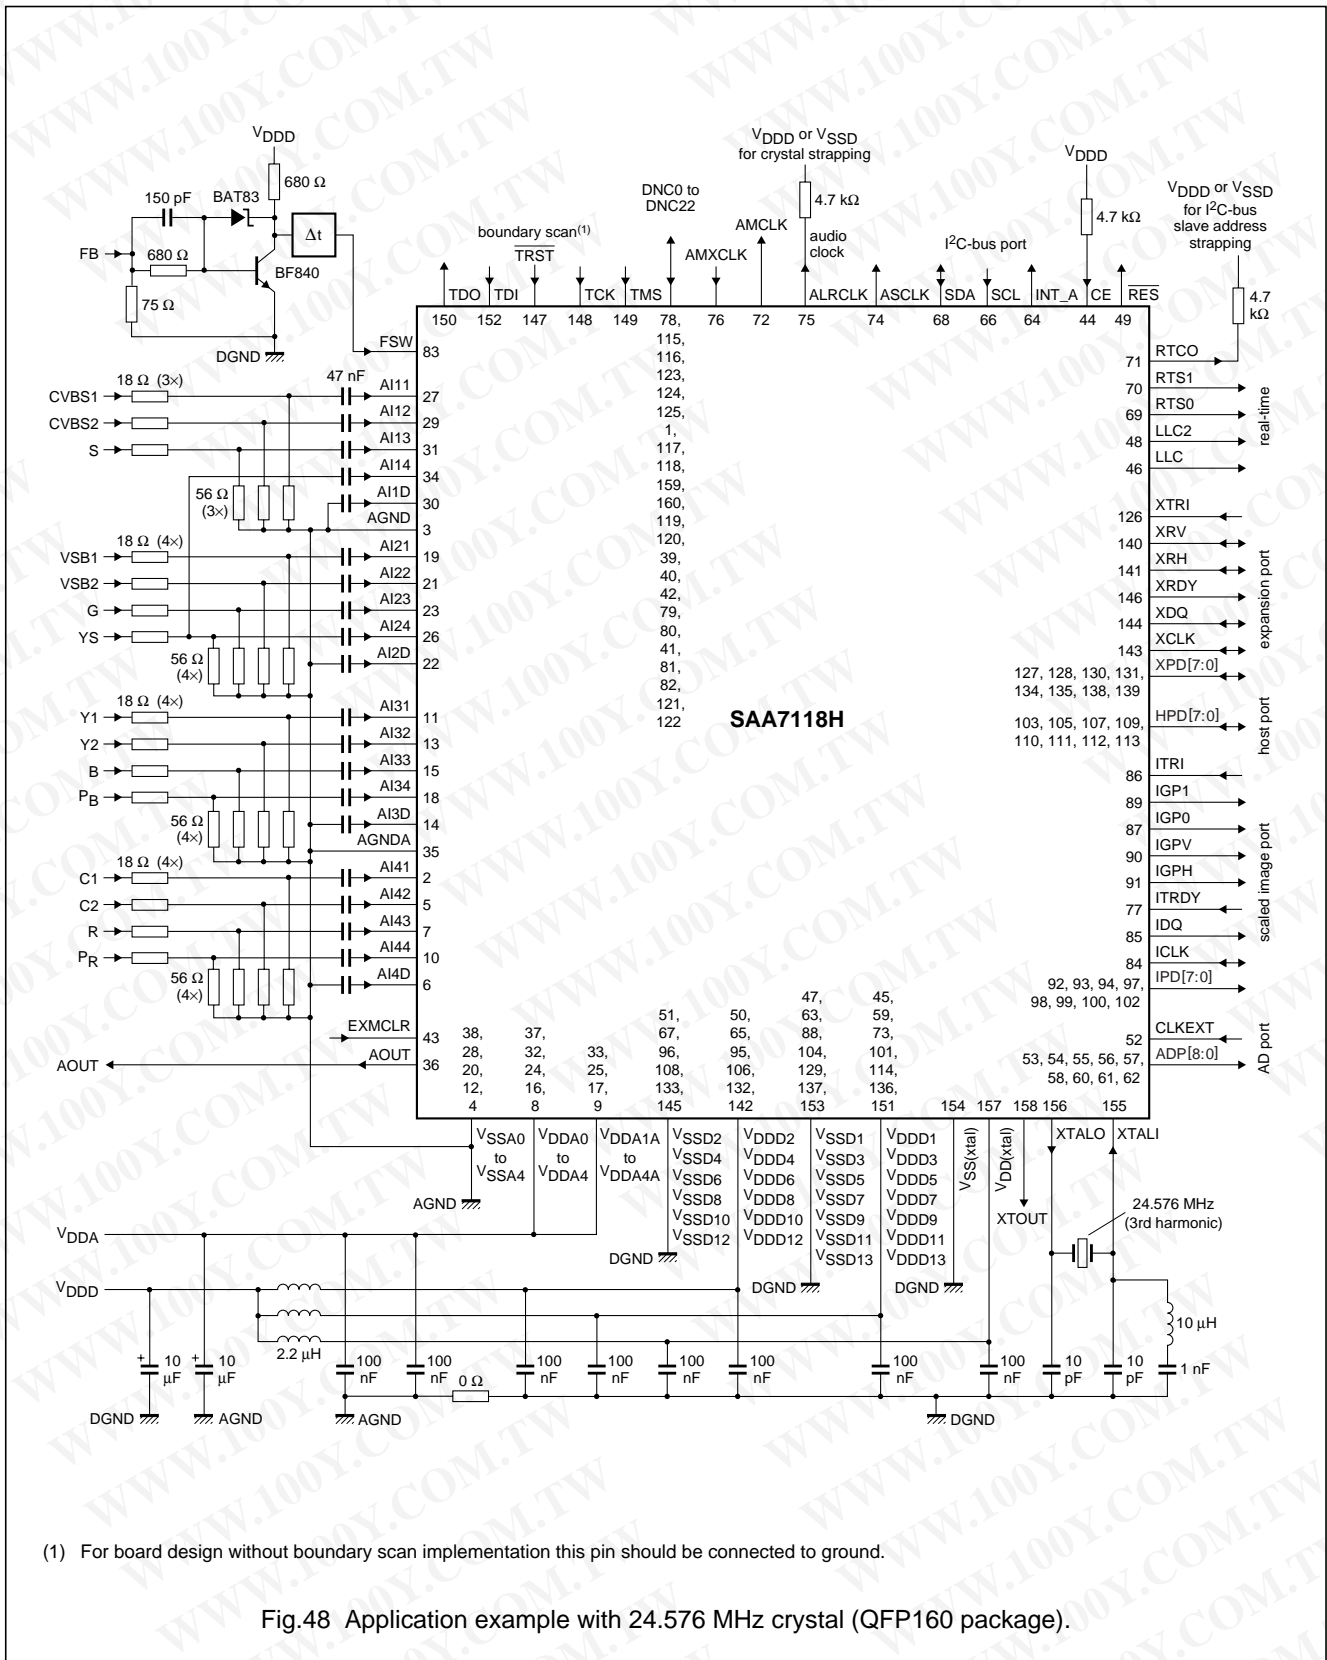 WWW.100Y.COM.TW
VDDD
680 Ω
150 pF
BAT83
FB
680 Ω
BF840
75 Ω
DGND
Δt
VDDD or VSSD
for crystal strapping
4.7 kΩ
DNC0 to
DNC22
AMCLK
boundary scan(1)
TRST
AMXCLK
audio
clock
I2C-bus port
VDDD
4.7 kΩ
VDDD or VSSD
for I2C-bus
slave address
strapping
4.7
kΩ
TDO
TDI
TCK
TMS
ALRCLK
ASCLK
SDA
SCL
INT_A
CE
RES
150
152
147
148
149
78,
115,
116,
123,
124,
125,
1,
117,
118,
159,
160,
119,
120,
39,
40,
42,
79,
80,
41,
81,
82,
121,
122
76
72
75
74
68
66
64
44
49
FSW
83
18 Ω (3×)
47 nF
CVBS1
AI11
27
CVBS2
AI12
29
S
AI13
31
AI14
34
56 Ω
(3×)
AI1D
30
AGND
3
18 Ω (4×)
VSB1
AI21
19
VSB2
AI22
21
G
AI23
23
YS
AI24
26
56 Ω
(4×)
AI2D
22
18 Ω (4×)
Y1
AI31
11
Y2
AI32
13
B
AI33
15
PB
AI34
18
56 Ω
(4×)
AI3D
14
AGNDA
35
18 Ω (4×)
C1
AI41
2
C2
AI42
5
R
AI43
7
PR
AI44
10
56 Ω
(4×)
AI4D
6
EXMCLR
43
AOUT
AOUT
36
SAA7118H
71
RTCO
70
RTS1
69
RTS0
48
LLC2
46
LLC
real-time
126
XTRI
140
XRV
141
XRH
146
XRDY
144
XDQ
143
XCLK
127, 128, 130, 131,
134, 135, 138, 139
XPD[7:0]
expansion port
103, 105, 107, 109,
110, 111, 112, 113
HPD[7:0]
host port
86
ITRI
89
IGP1
87
IGP0
90
IGPV
91
IGPH
77
ITRDY
85
IDQ
84
ICLK
92, 93, 94, 97,
98, 99, 100, 102
IPD[7:0]
scaled image port
52
CLKEXT
53, 54, 55, 56, 57,
58, 60, 61, 62
ADP[8:0]
AD port
38,
28,
20,
12,
4
37,
32,
24,
16,
8
33,
25,
17,
9
51,
67,
96,
108,
133,
145
50,
65,
95,
106,
132,
142
47,
63,
88,
104,
129,
137,
153
45,
59,
73,
101,
114,
136,
151
154
157
158
156
155
VSSA0
to
VSSA4
VDDA0
to
VDDA4
VDDA1A
to
VDDA4A
VSSD2
VSSD4
VSSD6
VSSD8
VSSD10
VSSD12
VDDD2
VDDD4
VDDD6
VDDD8
VDDD10
VDDD12
VSSD1
VSSD3
VSSD5
VSSD7
VSSD9
VSSD11
VSSD13
VDDD1
VDDD3
VDDD5
VDDD7
VDDD9
VDDD11
VDDD13
VSS(xtal)
VDD(xtal)
XTOUT
XTALO
XTALI
24.576 MHz
(3rd harmonic)
AGND
DGND
DGND
DGND
VDDA
VDDD
2.2 μH
10 μH
+
10
μF
+
10
μF
100
nF
100
nF
100
nF
100
nF
100
nF
100
nF
100
nF
100
nF
10
pF
10
pF
1 nF
0 Ω
DGND
AGND
AGND
DGND
(1) For board design without boundary scan implementation this pin should be connected to ground.
Fig.48 Application example with 24.576 MHz crystal (QFP160 package).